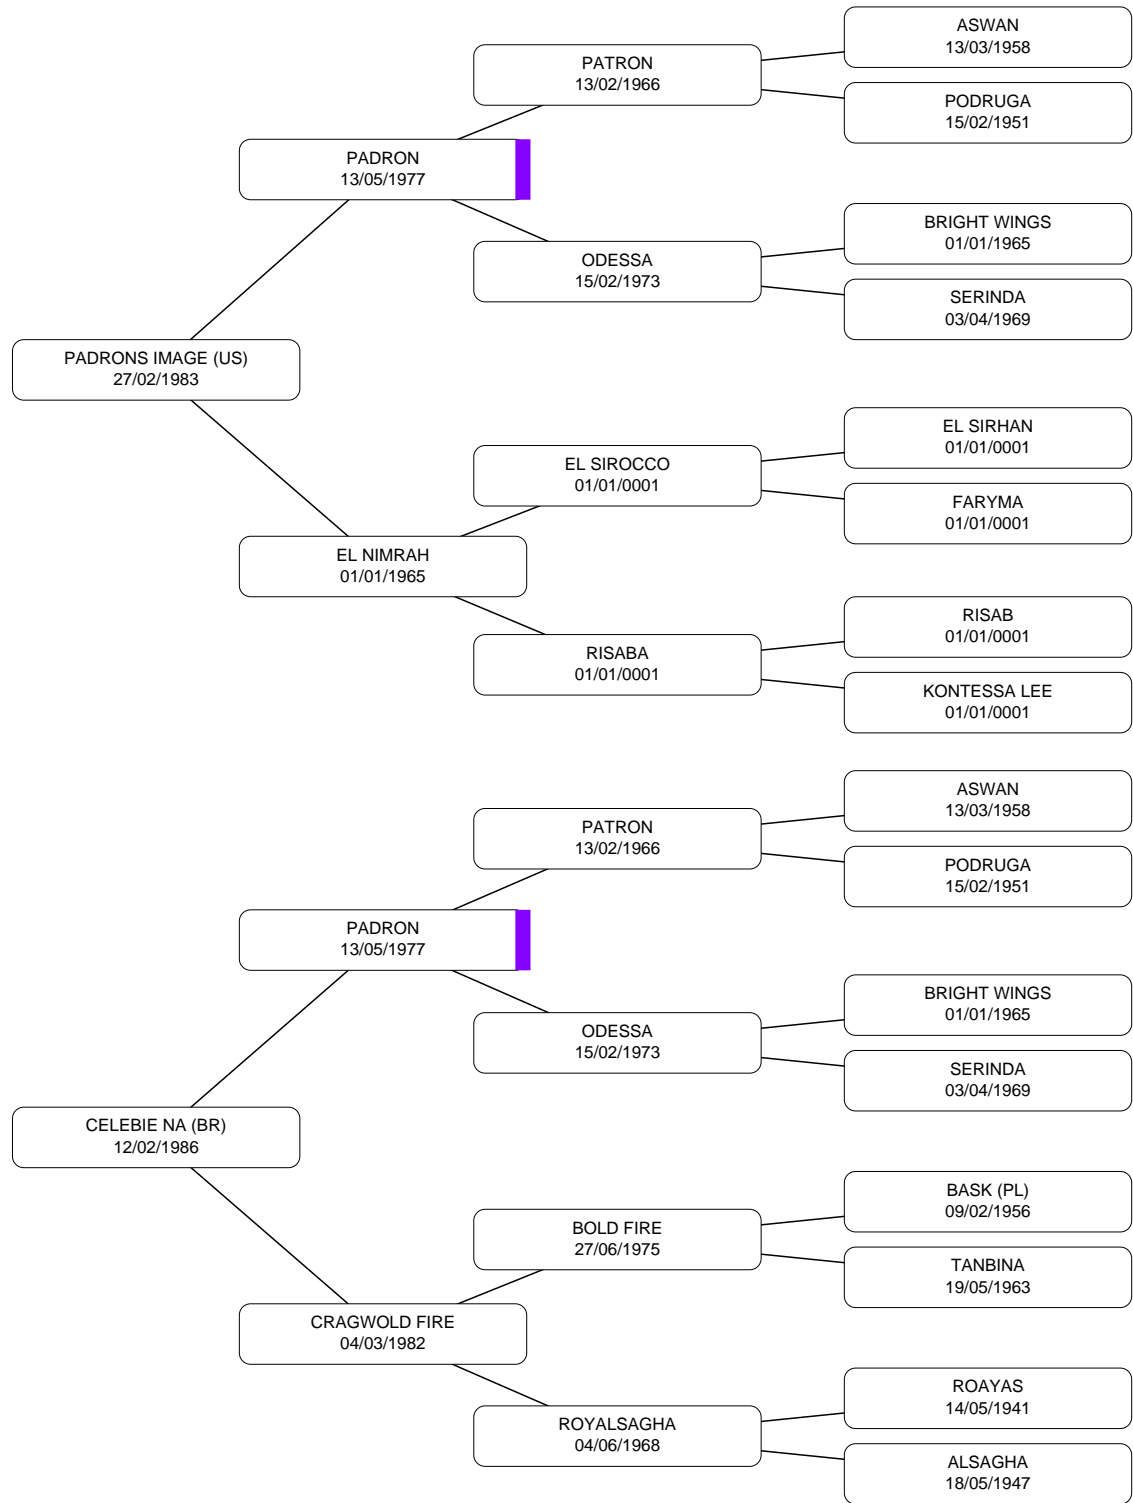 ASWAN
13/03/1958
PATRON
13/02/1966
PODRUGA
15/02/1951
PADRON
13/05/1977
BRIGHT WINGS
01/01/1965
ODESSA
15/02/1973
SERINDA
03/04/1969
PADRONS IMAGE (US)
27/02/1983
EL SIRHAN
01/01/0001
EL SIROCCO
01/01/0001
FARYMA
01/01/0001
EL NIMRAH
01/01/1965
RISAB
01/01/0001
RISABA
01/01/0001
KONTESSA LEE
01/01/0001
ASWAN
13/03/1958
PATRON
13/02/1966
PODRUGA
15/02/1951
PADRON
13/05/1977
BRIGHT WINGS
01/01/1965
ODESSA
15/02/1973
SERINDA
03/04/1969
CELEBIE NA (BR)
12/02/1986
BASK (PL)
09/02/1956
BOLD FIRE
27/06/1975
TANBINA
19/05/1963
CRAGWOLD FIRE
04/03/1982
ROAYAS
14/05/1941
ROYALSAGHA
04/06/1968
ALSAGHA
18/05/1947